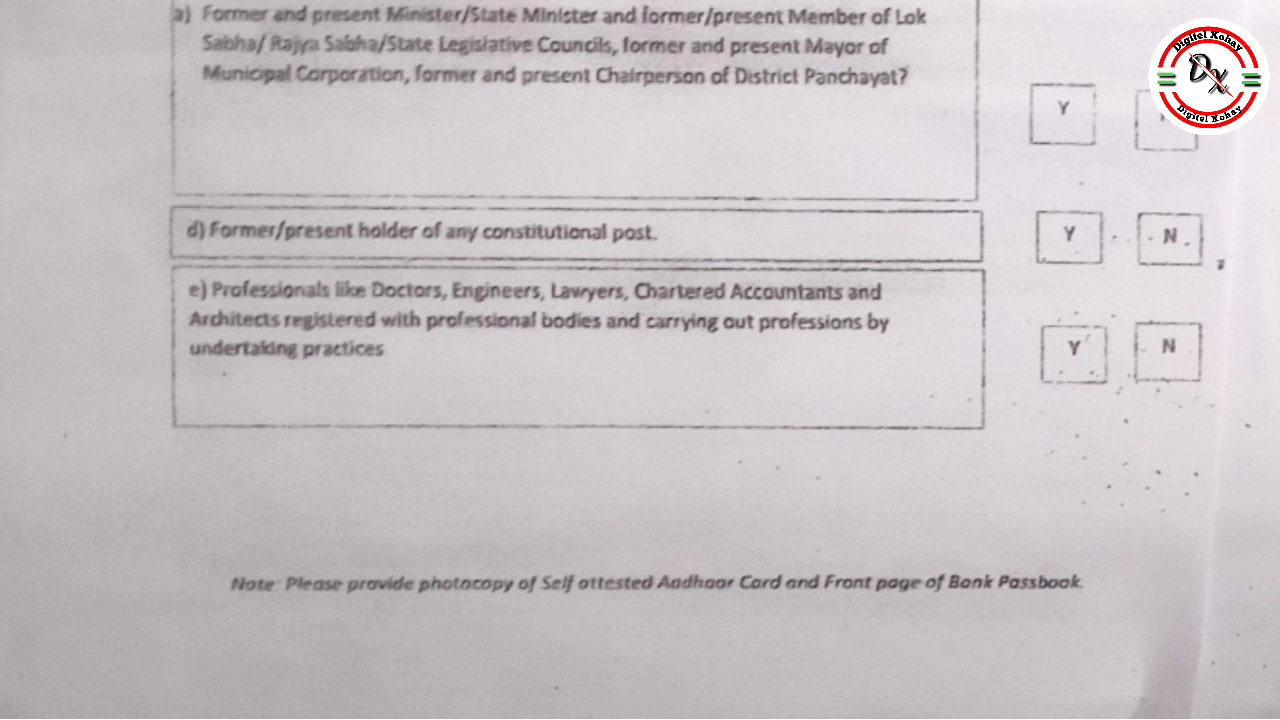 a) Former and present Minister/State Minister and former/present Member of Lok
Sabha/ Rajya Sabha/State Legislative Councils, former and present Mayor of
Municipal Corporation, former and present Chairperson of District Panchayat?
Y
d) Former/present holder of any constitutional post.
Y N
e) Professionals like Doctors, Engineers, Lawyers, Chartered Accountants and
Architects registered with professional bodies and carrying out professions by
undertaking practices
Y N
Note: Please provide photocopy of Self attested Aadhaar Card and Front page of Bank Passbook.
Digitel Xohay
DX
Digitel Xohay